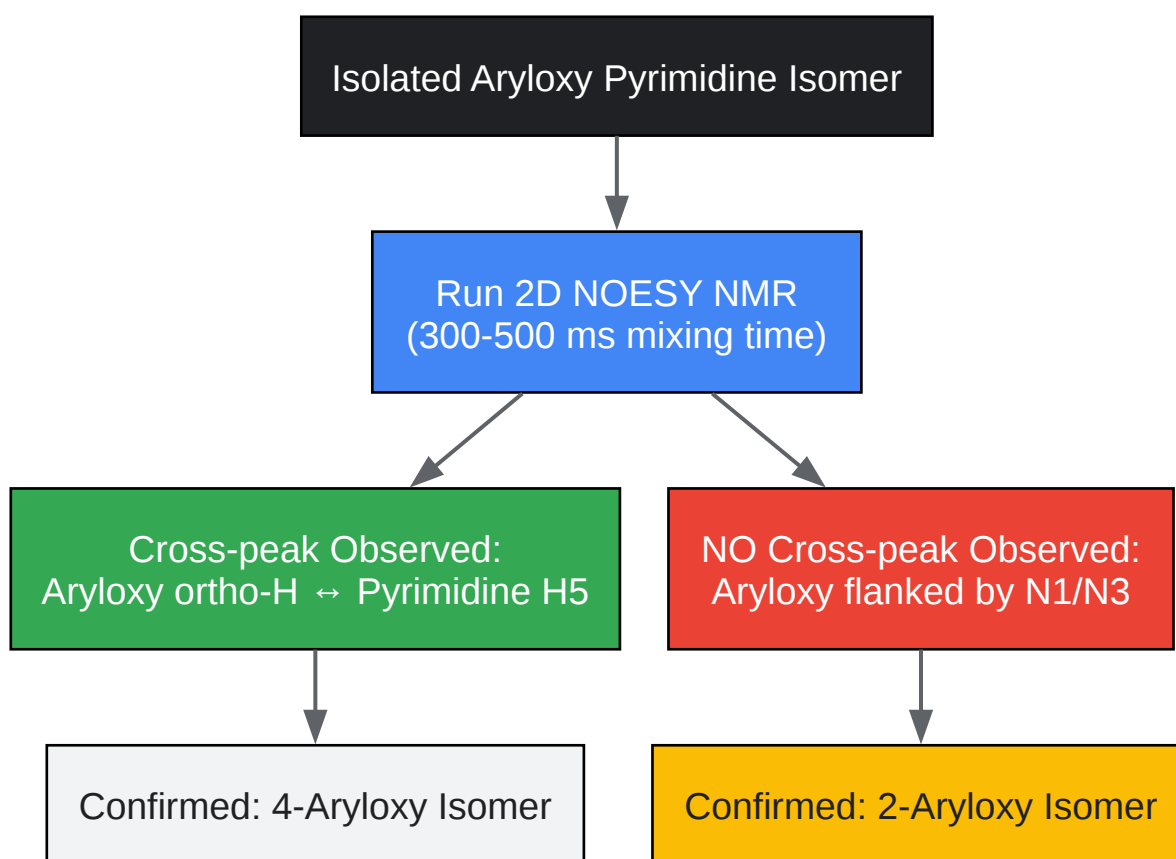 Isolated Aryloxy Pyrimidine Isomer
Run 2D NOESY NMR
(300-500 ms mixing time)
Cross-peak Observed:
Aryloxy ortho-H ↔ Pyrimidine H5
NO Cross-peak Observed:
Aryloxy flanked by N1/N3
Confirmed: 4-Aryloxy Isomer
Confirmed: 2-Aryloxy Isomer